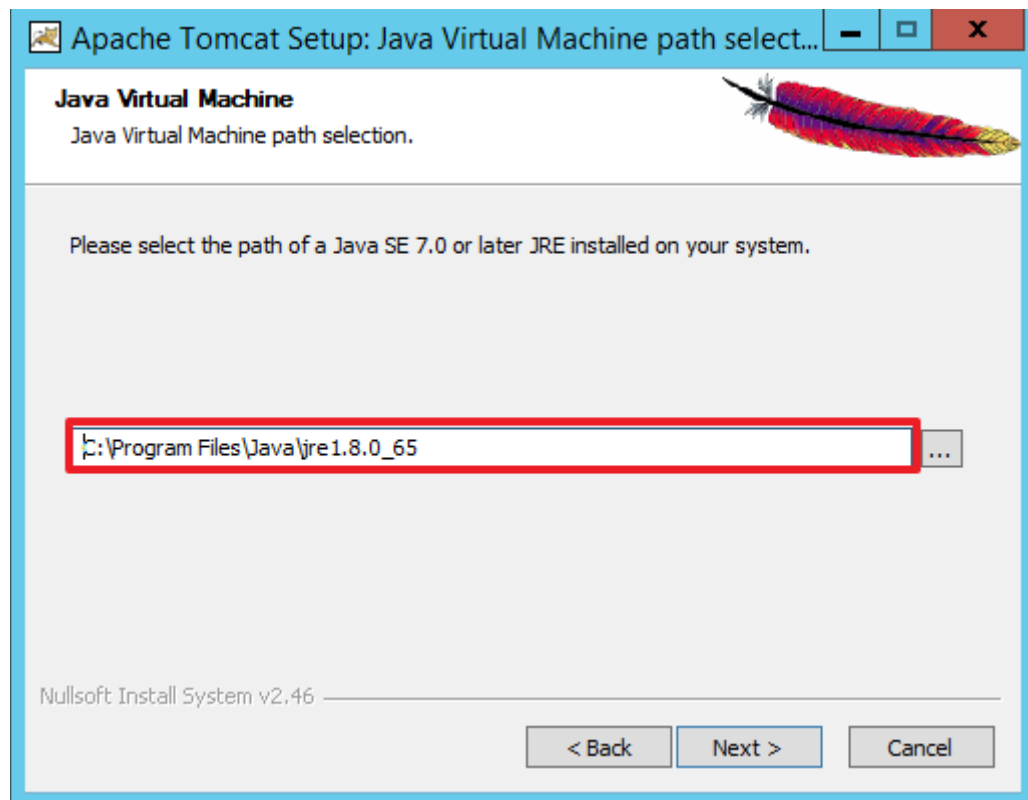 Apache Tomcat Setup: Java Virtual Machine path select...
Java Virtual Machine
Java Virtual Machine path selection.
Please select the path of a Java SE 7.0 or later JRE installed on your system.
C:\Program Files\Java\jre1.8.0_65
...
Nullsoft Install System v2.46
< Back
Next >
Cancel